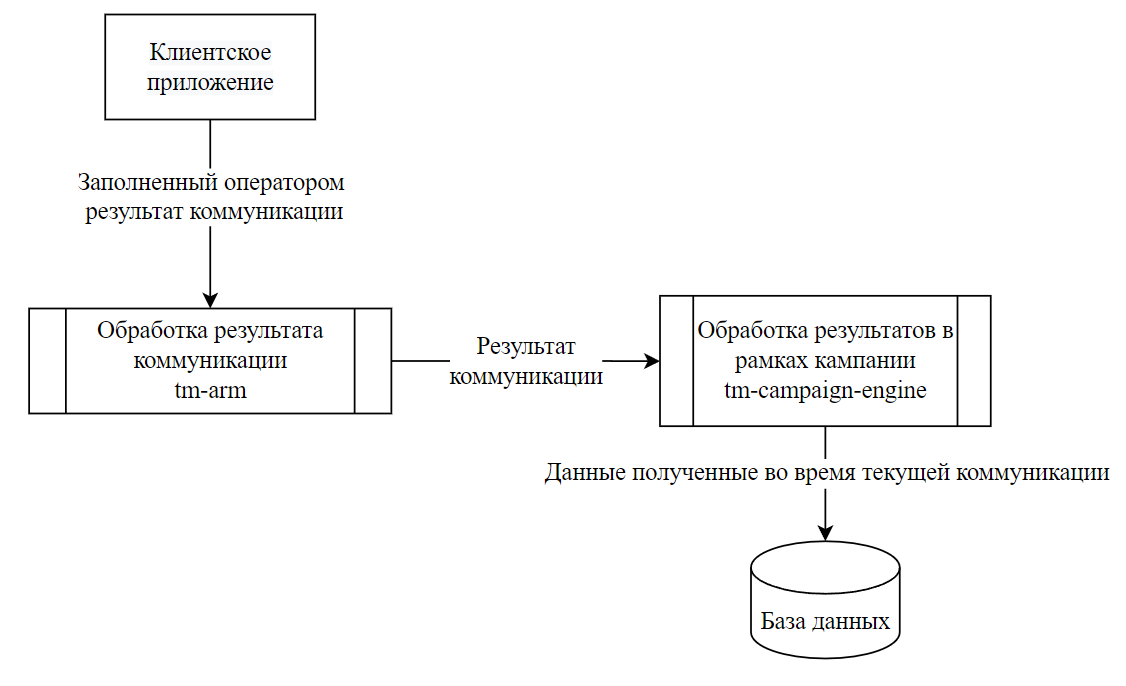 Клиентское
приложение
Заполненный оператором
результат коммуникации
Обработка результата
коммуникации
tm-arm
Результат
коммуникации
Обработка результатов в
рамках кампании
tm-campaign-engine
Данные полученные во время текущей коммуникации
База данных